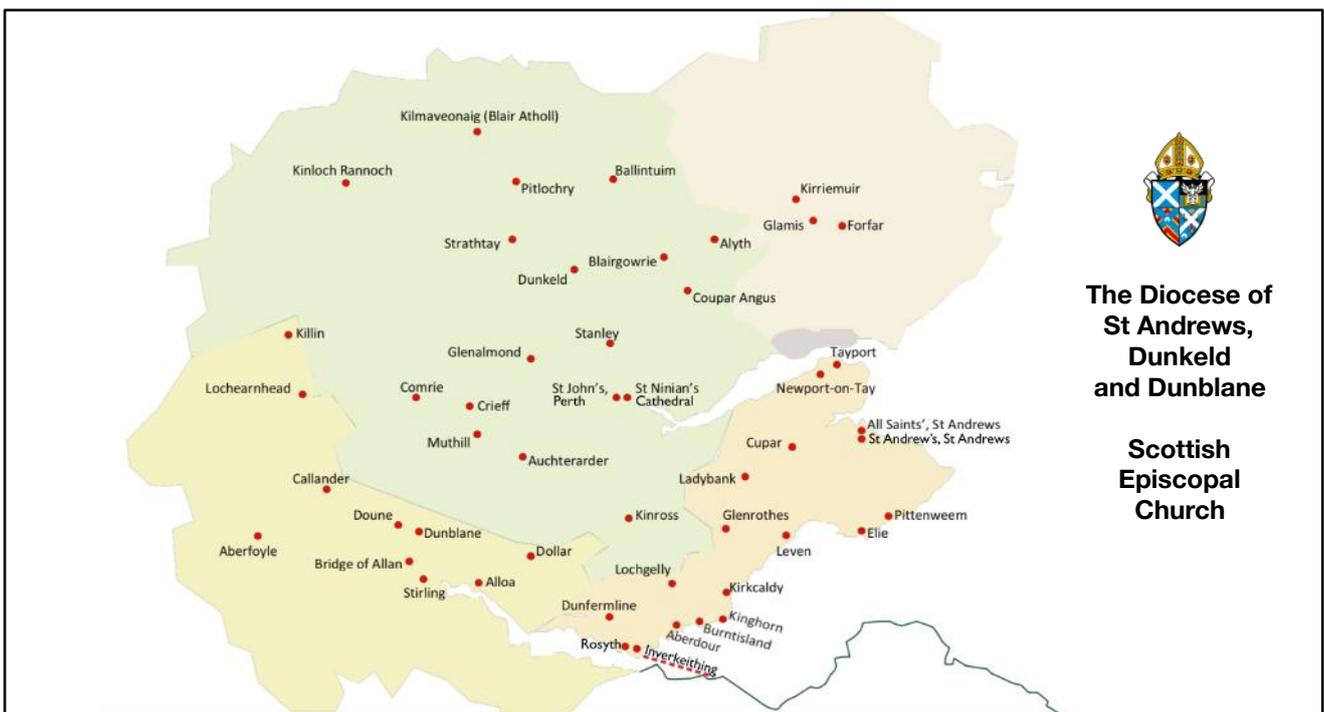 Kilmaveonaig (Blair Atholl)
Kinloch Rannoch
Pitlochry
Ballintuim
Kirriemuir
Glamis
Forfar
Strathtay
Alyth
Blairgowrie
Dunkeld
Coupar Angus
Killin
Stanley
Glenalmond
Tayport
Newport-on-Tay
Lochearnhead
Comrie
Crieff
St John's,
Perth
St Ninian's
Cathedral
Muthill
Auchterarder
All Saints', St Andrews
St Andrew's, St Andrews
Cupar
Ladybank
Callander
Doune
Dunblane
Kinross
Glenrothes
Pittenweem
Elie
Leven
Aberfoyle
Bridge of Allan
Dollar
Stirling
Alloa
Lochgelly
Kirkcaldy
Dunfermline
Kinghorn
Burntisland
Aberdour
Rosyth
Inverkeithing
The Diocese of
St Andrews,
Dunkeld
and Dunblane
Scottish
Episcopal
Church